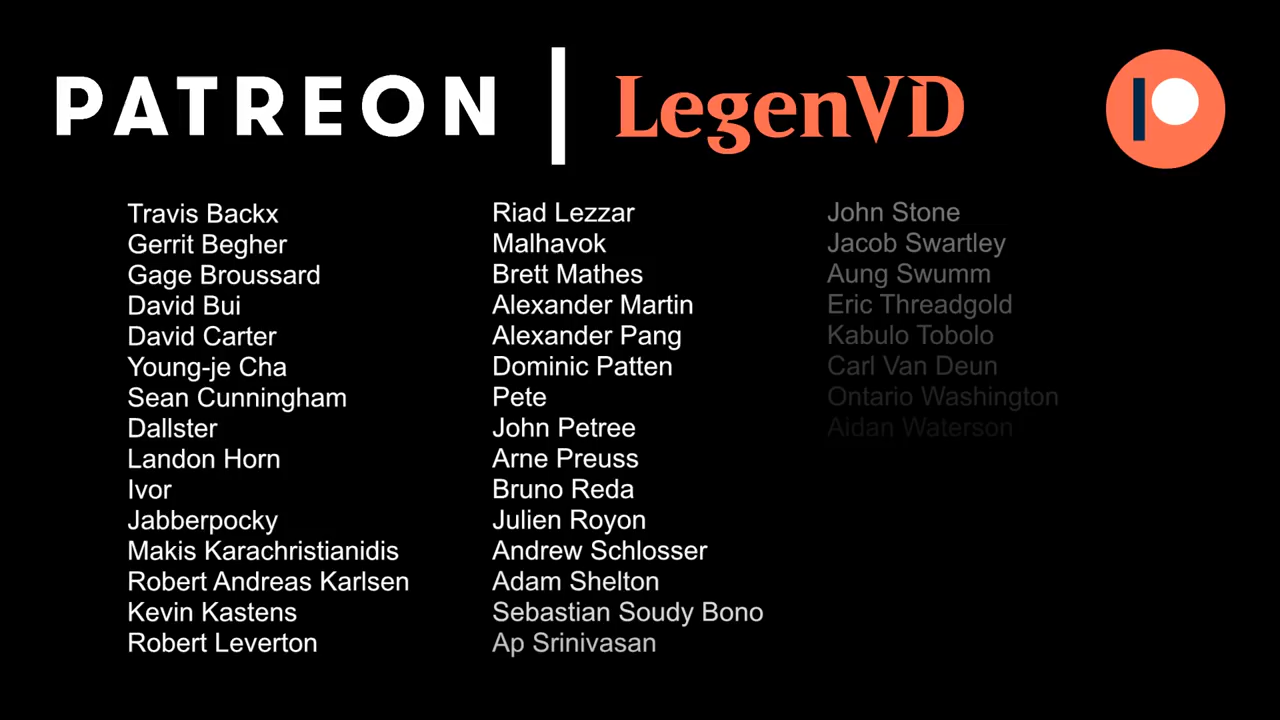 PATREON | LegenVD
Travis Backx
Gerrit Begher
Gage Broussard
David Bui
David Carter
Young-je Cha
Sean Cunningham
Dallster
Landon Horn
Ivor
Jabberpocky
Makis Karachristianidis
Robert Andreas Karlsen
Kevin Kastens
Robert Leverton
Riad Lezzar
Malhavok
Brett Mathes
Alexander Martin
Alexander Pang
Dominic Patten
Pete
John Petree
Arne Preuss
Bruno Reda
Julien Royon
Andrew Schlosser
Adam Shelton
Sebastian Soudy Bono
Ap Srinivasan
John Stone
Jacob Swartley
Aung Swumm
Eric Threadgold
Kabulo Tobolo
Carl Van Deun
Ontario Washington
Aidan Waterson